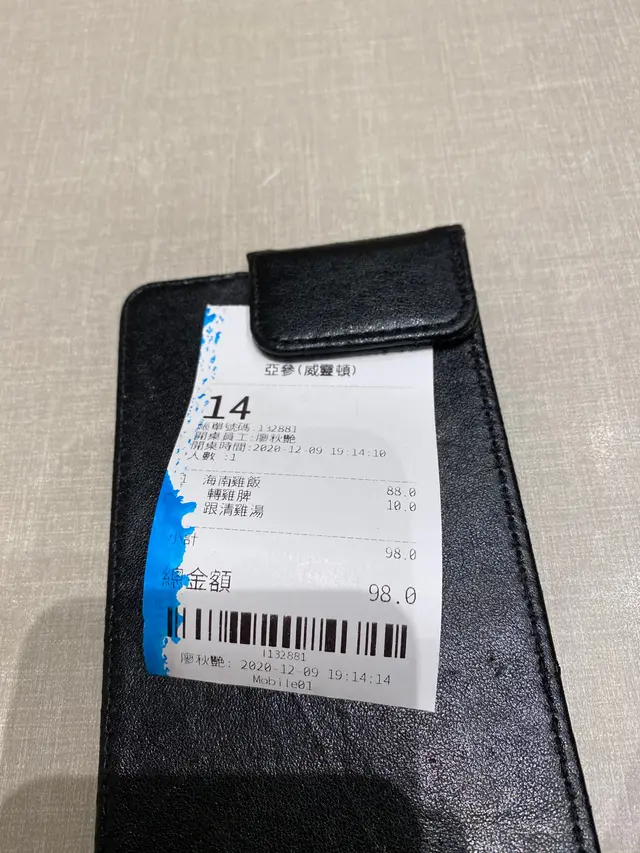 亞參(威靈頓)
14
帳單號碼:132881
開桌員工:廖秋艷
開桌時間:2020-12-09 19:14:10
人數 :1
1 海南雞飯 88.0
轉雞脾 10.0
跟清雞湯
小計 98.0
總金額 98.0
i132881
廖秋艷: 2020-12-09 19:14:14
Mobile01